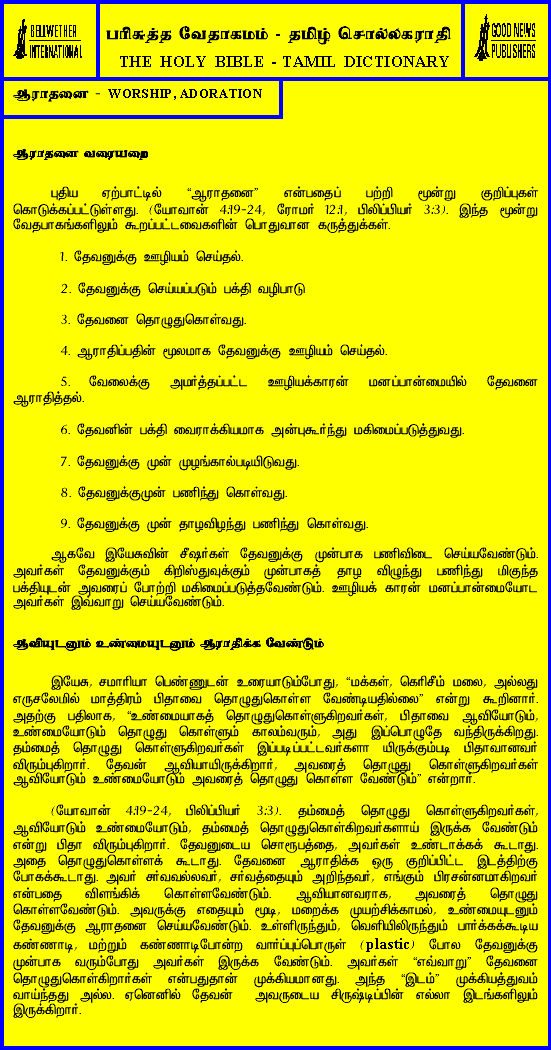 BELLWETHER
INTERNATIONAL
பரிசுத்த வேதாகமம் - தமிழ் சொல்லகராதி
THE HOLY BIBLE - TAMIL DICTIONARY
GOOD NEWS
PUBLISHERS
ஆராதனை - WORSHIP, ADORATION
ஆராதனை வரையறை
புதிய ஏற்பாட்டில் “ஆராதனை” என்பதைப் பற்றி மூன்று குறிப்புகள்
கொடுக்கப்பட்டுள்ளது. (யோவான் 4:19-24, ரோமர் 12:1, பிலிப்பியர் 3:3). இந்த மூன்று
வேதபாகங்களிலும் கூறப்பட்டவைகளின் பொதுவான கருத்துக்கள்.
1. தேவனுக்கு ஊழியம் செய்தல்.
2. தேவனுக்கு செய்யப்படும் பக்தி வழிபாடு
3. தேவனை தொழுதுகொள்வது.
4. ஆராதிப்பதின் மூலமாக தேவனுக்கு ஊழியம் செய்தல்.
5. வேலைக்கு அமர்த்தப்பட்ட ஊழியக்காரன் மனப்பான்மையில் தேவனை
ஆராதித்தல்.
6. தேவனின் பக்தி வைராக்கியமாக அன்புகூர்ந்து மகிமைப்படுத்துவது.
7. தேவனுக்கு முன் முழங்கால்படியிடுவது.
8. தேவனுக்குமுன் பணிந்து கொள்வது.
9. தேவனுக்கு முன் தாழவிழந்து பணிந்து கொள்வது.
ஆகவே இயேசுவின் சீஷர்கள் தேவனுக்கு முன்பாக பணிவிடை செய்யவேண்டும்.
அவர்கள் தேவனுக்கும் கிறிஸ்துவுக்கும் முன்பாகத் தாழ விழுந்து பணிந்து மிகுந்த
பக்தியுடன் அவரைப் போற்றி மகிமைப்படுத்தவேண்டும். ஊழியக் காரன் மனப்பான்மையோட
அவர்கள் இவ்வாறு செய்யவேண்டும்.
ஆவியுடனும் உண்மையுடனும் ஆராதிக்க வேண்டும்
இயேசு, சமாரியா பெண்ணுடன் உரையாடும்போது, “மக்கள், கெரிசீம் மலை, அல்லது
எருசலேமில் மாத்திரம் பிதாவை தொழுதுகொள்ள வேண்டியதில்லை” என்று கூறினார்.
அதற்கு பதிலாக, “உண்மையாகத் தொழுதுகொள்ளுகிறவர்கள், பிதாவை ஆவியோடும்,
உண்மையோடும் தொழுது கொள்ளும் காலம்வரும், அது இப்பொழுதே வந்திருக்கிறது.
தம்மைத் தொழுது கொள்ளுகிறவர்கள் இப்படிப்பட்டவர்களா யிருக்கும்படி பிதாவானவர்
விரும்புகிறார். தேவன் ஆவியாயிருக்கிறார், அவரைத் தொழுது கொள்ளுகிறவர்கள்
ஆவியோடும் உண்மையோடும் அவரைத் தொழுது கொள்ள வேண்டும்” என்றார்.
(யோவான் 4:19-24, பிலிப்பியர் 3:3). தம்மைத் தொழுது கொள்ளுகிறவர்கள்,
ஆவியோடும் உண்மையோடும், தம்மைத் தொழுதுகொள்கிறவர்களாய் இருக்க வேண்டும்
என்று பிதா விரும்புகிறார். தேவனுடைய சொரூபத்தை, அவர்கள் உண்டாக்கக் கூடாது.
அதை தொழுதுகொள்ளக் கூடாது. தேவனை ஆராதிக்க ஒரு குறிப்பிட்ட இடத்திற்கு
போகக்கூடாது. அவர் சர்வவல்லவர், சர்வத்தையும் அறிந்தவர், எங்கும் பிரசன்னமாகிறவர்
என்பதை விளங்கிக் கொள்ளவேண்டும். ஆவியானவராக, அவரைத் தொழுது
கொள்ளவேண்டும். அவருக்கு எதையும் மூடி, மறைக்க முயற்சிக்காமல், உண்மையுடனும்
தேவனுக்கு ஆராதனை செய்யவேண்டும். உள்ளிருந்தும், வெளியிலிருந்தும் பார்க்கக்கூடிய
கண்ணாடி, மற்றும் கண்ணாடிபோன்ற வார்ப்புப்பொருள் (plastic) போல தேவனுக்கு
முன்பாக வரும்போது அவர்கள் இருக்க வேண்டும். அவர்கள் “எவ்வாறு” தேவனை
தொழுதுகொள்கிறார்கள் என்பதுதான் முக்கியமானது. அந்த “இடம்” முக்கியத்துவம்
வாய்ந்தது அல்ல. ஏனெனில் தேவன் அவருடைய சிருஷ்டிப்பின் எல்லா இடங்களிலும்
இருக்கிறார்.